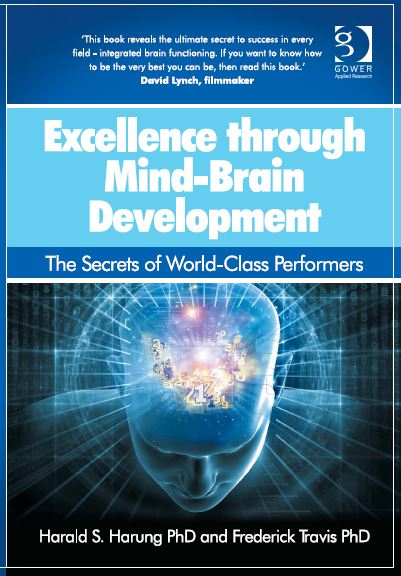 'This book reveals the ultimate secret to success in every
field – integrated brain functioning. If you want to know how
to be the very best you can be, then read this book.'
David Lynch, filmmaker
g
GOWER
Applied Research
Excellence through
Mind-Brain
Development
The Secrets of World-Class Performers
Harald S. Harung PhD and Frederick Travis PhD